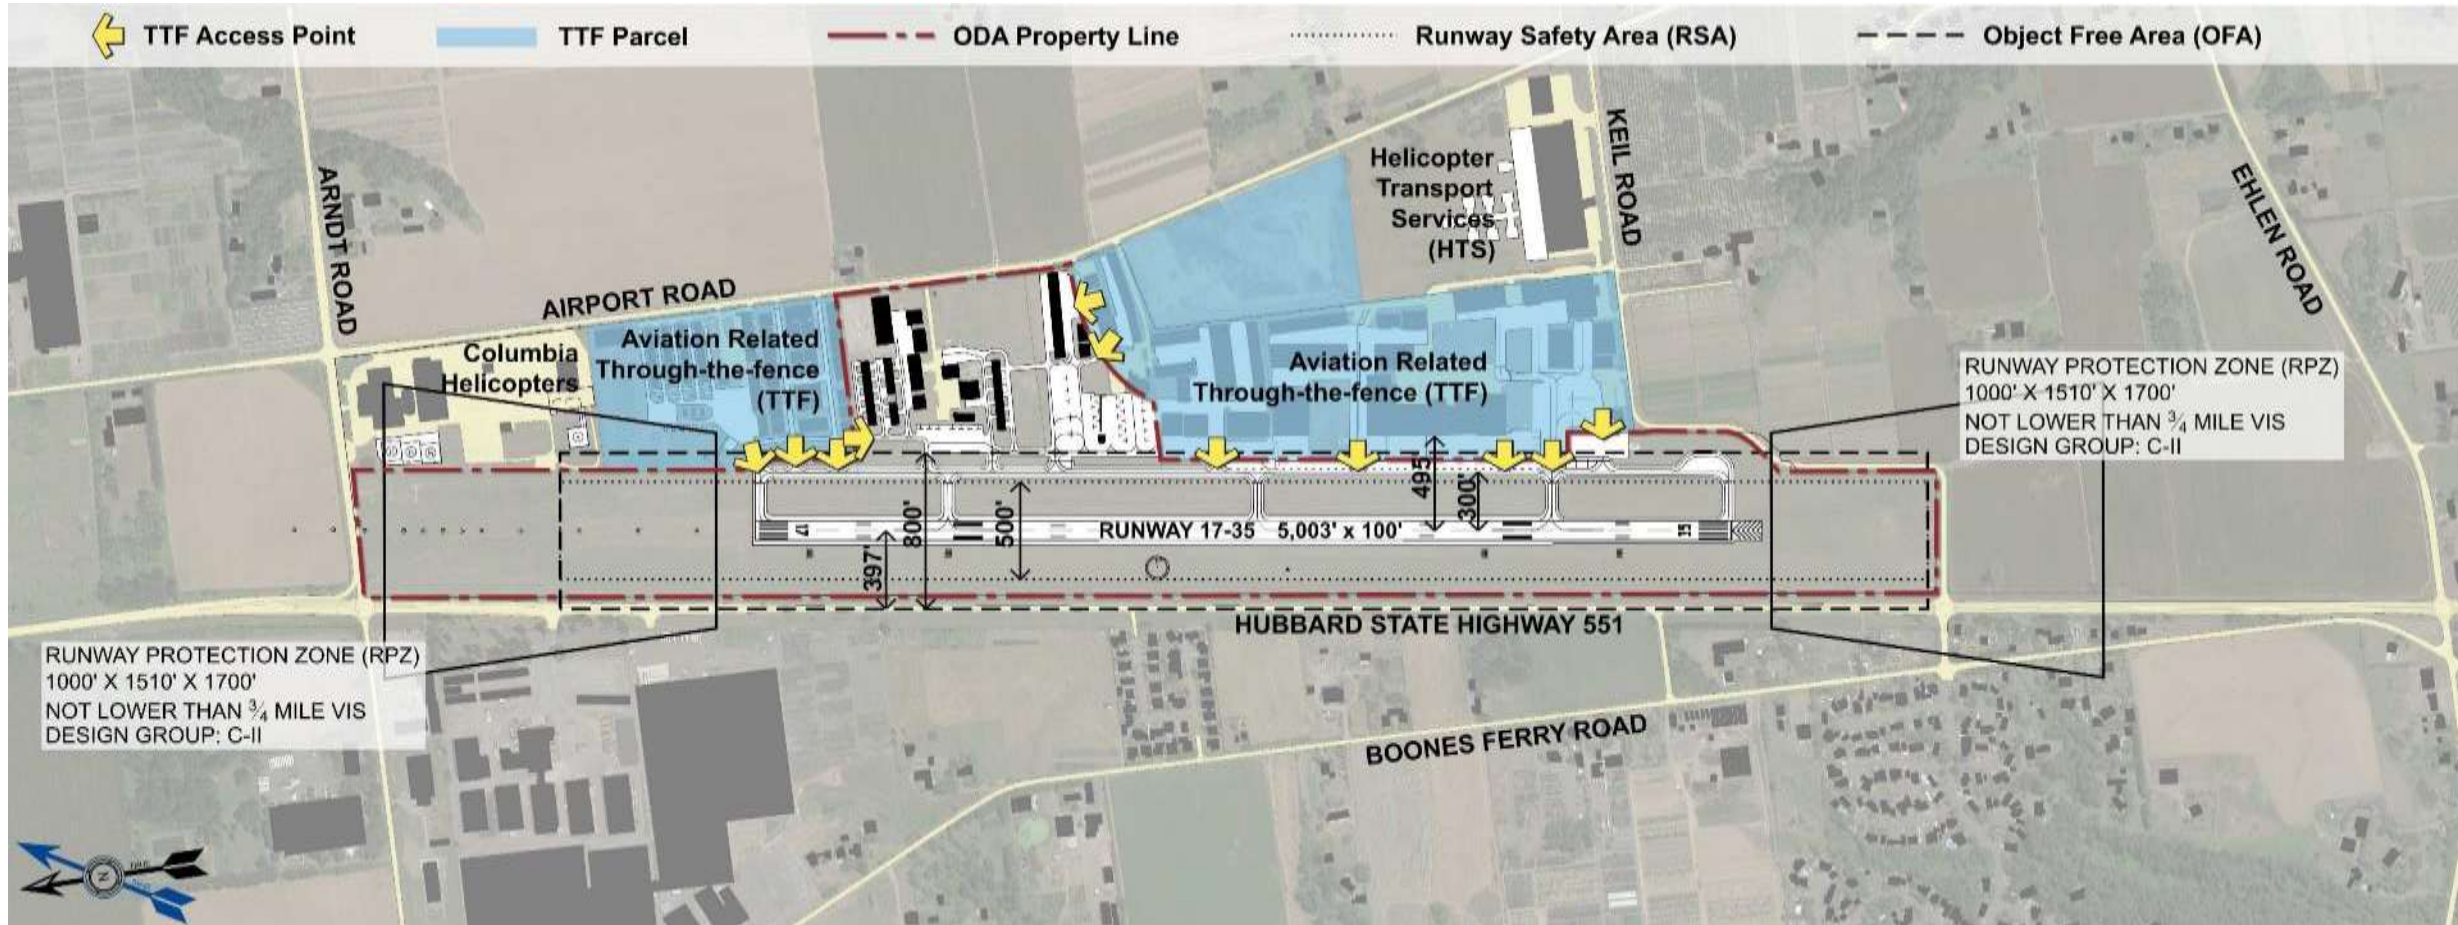 TTF Access Point
TTF Parcel
ODA Property Line
Runway Safety Area (RSA)
Object Free Area (OFA)
ARNDT ROAD
AIRPORT ROAD
KEIL ROAD
EHLEN ROAD
Helicopter
Transport
Services
(HTS)
Columbia
Helicopters
Aviation Related
Through-the-fence
(TTF)
Aviation Related
Through-the-fence (TTF)
RUNWAY PROTECTION ZONE (RPZ)
1000' X 1510' X 1700'
NOT LOWER THAN ¾ MILE VIS
DESIGN GROUP: C-II
397'
800'
500'
495'
300'
17
RUNWAY 17-35 5,003' x 100'
35
HUBBARD STATE HIGHWAY 551
RUNWAY PROTECTION ZONE (RPZ)
1000' X 1510' X 1700'
NOT LOWER THAN ¾ MILE VIS
DESIGN GROUP: C-II
BOONES FERRY ROAD
N